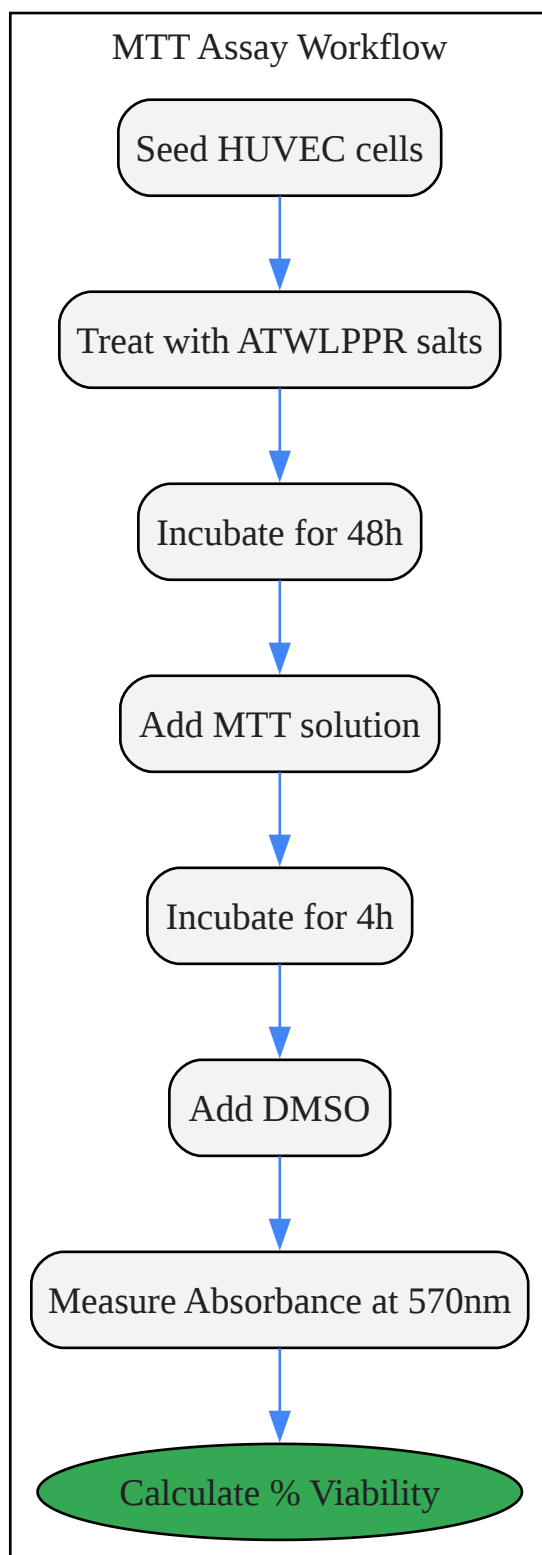 MTT Assay Workflow
Seed HUVEC cells
Treat with ATWLPPR salts
Incubate for 48h
Add MTT solution
Incubate for 4h
Add DMSO
Measure Absorbance at 570nm
Calculate % Viability